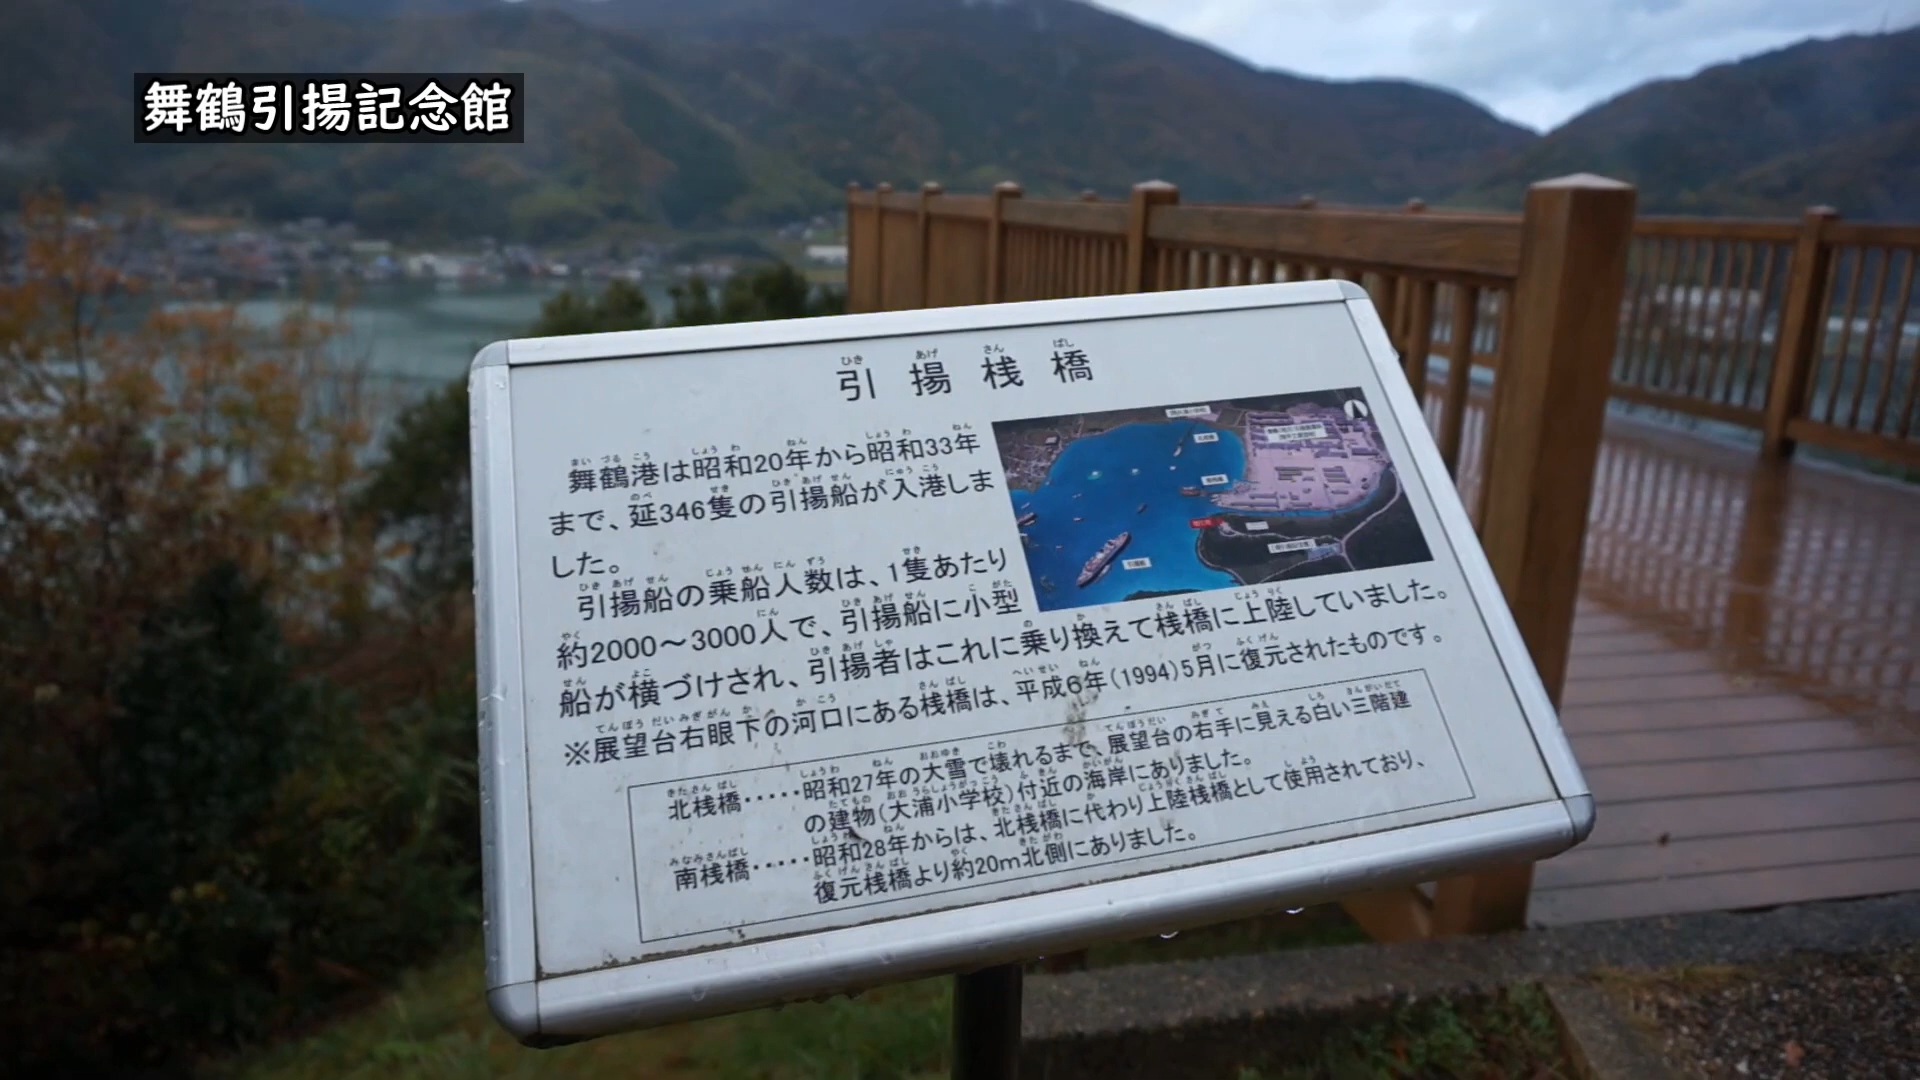 舞鶴引揚記念館
引揚桟橋
舞鶴港は昭和20年から昭和33年
まで、延346隻の引揚船が入港しま
した。
引揚船の乗船人数は、1隻あたり
約2000～3000人で、引揚船に小型
船が横づけされ、引揚者はこれに乗り換えて桟橋に上陸していました。
※展望台右眼下の河口にある桟橋は、平成6年(1994)5月に復元されたものです。
北桟橋‥‥‥昭和27年の大雪で壊れるまで、展望台の右手に見える白い三階建
の建物(大浦小学校)付近の海岸にありました。
南桟橋‥‥‥昭和28年からは、北桟橋に代わり上陸桟橋として使用されており、
復元桟橋より約20m北側にありました。